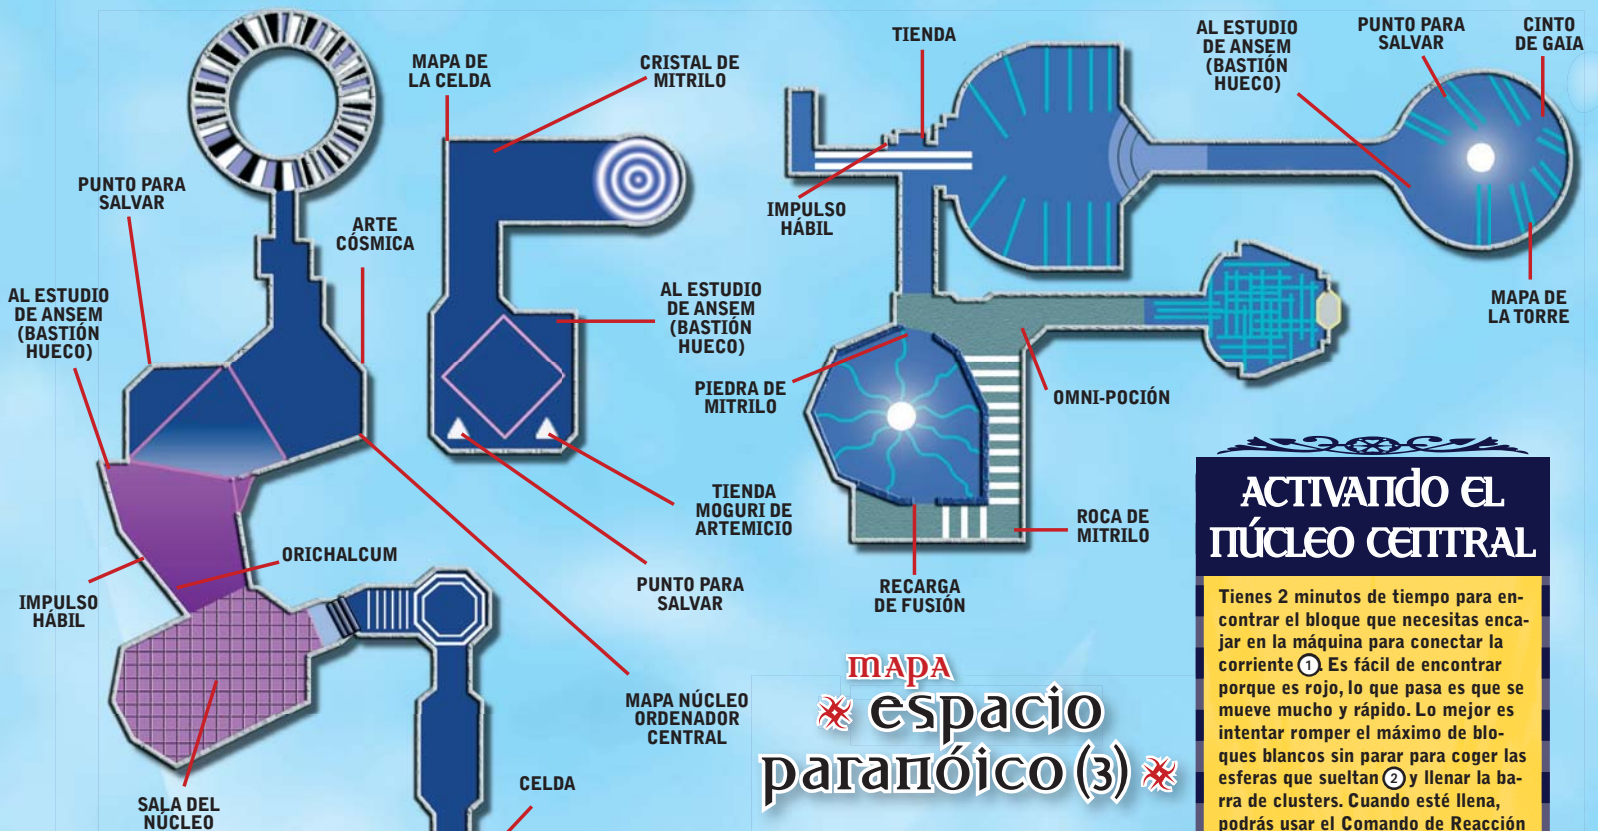 PUNTO PARA
SALVAR
AL ESTUDIO
DE ANSEM
(BASTIÓN
HUECO)
ARTE
CÓSMICA
IMPULSO
HÁBIL
ORICHALCUM
SALA DEL
NÚCLEO
MAPA DE
LA CELDA
CRISTAL DE
MITRILO
AL ESTUDIO
DE ANSEM
(BASTIÓN
HUECO)
TIENDA
MOGURI DE
ARTEMICIO
PUNTO PARA
SALVAR
MAPA NÚCLEO
ORDENADOR
CENTRAL
CELDA
TIENDA
IMPULSO
HÁBIL
AL ESTUDIO
DE ANSEM
(BASTIÓN
HUECO)
PUNTO PARA
SALVAR
CINTO
DE GAIA
MAPA DE
LA TORRE
PIEDRA DE
MITRILO
OMNI-POCIÓN
ROCA DE
MITRILO
RECARGA
DE FUSIÓN
MAPA
espacio
paranóico (3)
ACTIVANDO EL
NÚCLEO CENTRAL
Tienes 2 minutos de tiempo para en-
contrar el bloque que necesitas enca-
jar en la máquina para conectar la
corriente 1. Es fácil de encontrar
porque es rojo, lo que pasa es que se
mueve mucho y rápido. Lo mejor es
intentar romper el máximo de blo-
ques blancos sin parar para coger las
esferas que sueltan 2 y llenar la ba-
rra de clusters. Cuando esté llena,
podrás usar el Comando de Reacción